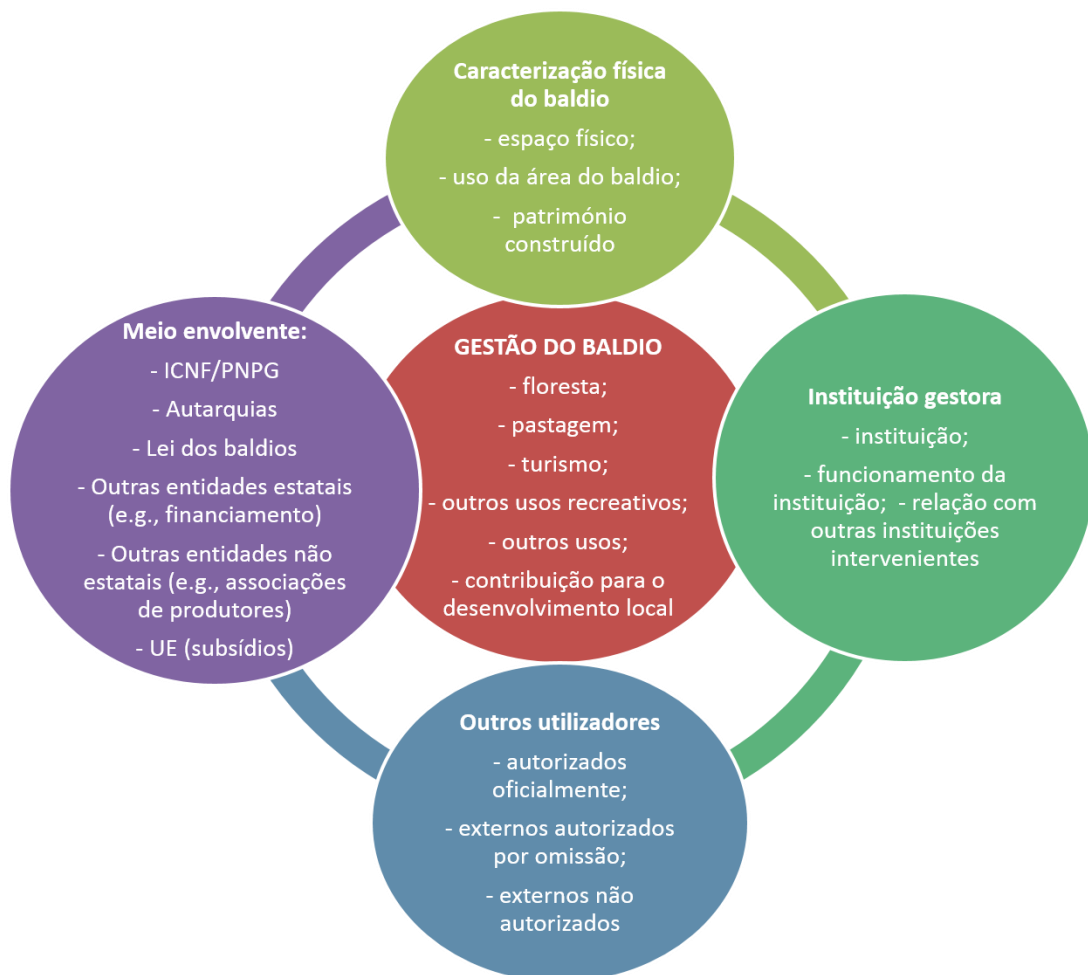 Caracterização física
do baldio
- espaço físico;
- uso da área do baldio;
- património
construído
Meio envolvente:
- ICNF/PNPG
- Autarquias
- Lei dos baldios
- Outras entidades estatais
(e.g., financiamento)
- Outras entidades não
estatais (e.g., associações
de produtores)
- UE (subsídios)
GESTÃO DO BALDIO
- floresta;
- pastagem;
- turismo;
- outros usos recreativos;
- outros usos;
- contribuição para o
desenvolvimento local
Instituição gestora
- instituição;
- funcionamento da
instituição; - relação com
outras instituições
intervenientes
Outros utilizadores
- autorizados
oficialmente;
- externos autorizados
por omissão;
- externos não
autorizados